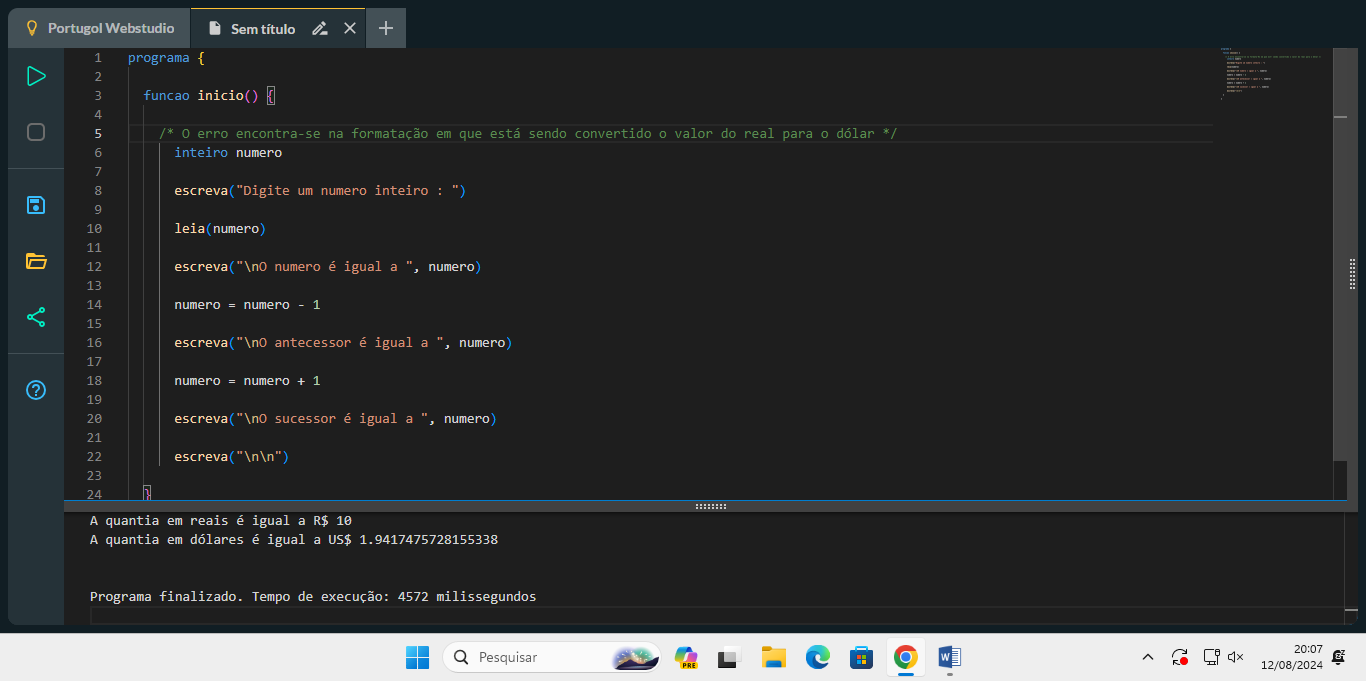 Portugol Webstudio
Sem título
1 programa {
2
3 funcao inicio() {
4
5 /* O erro encontra-se na formatação em que está sendo convertido o valor do real para o dólar */
6 inteiro numero
7
8 escreva("Digite um numero inteiro : ")
9
10 leia(numero)
11
12 escreva("\nO numero é igual a ", numero)
13
14 numero = numero - 1
15
16 escreva("\nO antecessor é igual a ", numero)
17
18 numero = numero + 1
19
20 escreva("\nO sucessor é igual a ", numero)
21
22 escreva("\n\n")
23
24 }
A quantia em reais é igual a R$ 10
A quantia em dólares é igual a US$ 1.9417475728155338
Programa finalizado. Tempo de execução: 4572 milissegundos
Pesquisar
PRE
20:07
12/08/2024